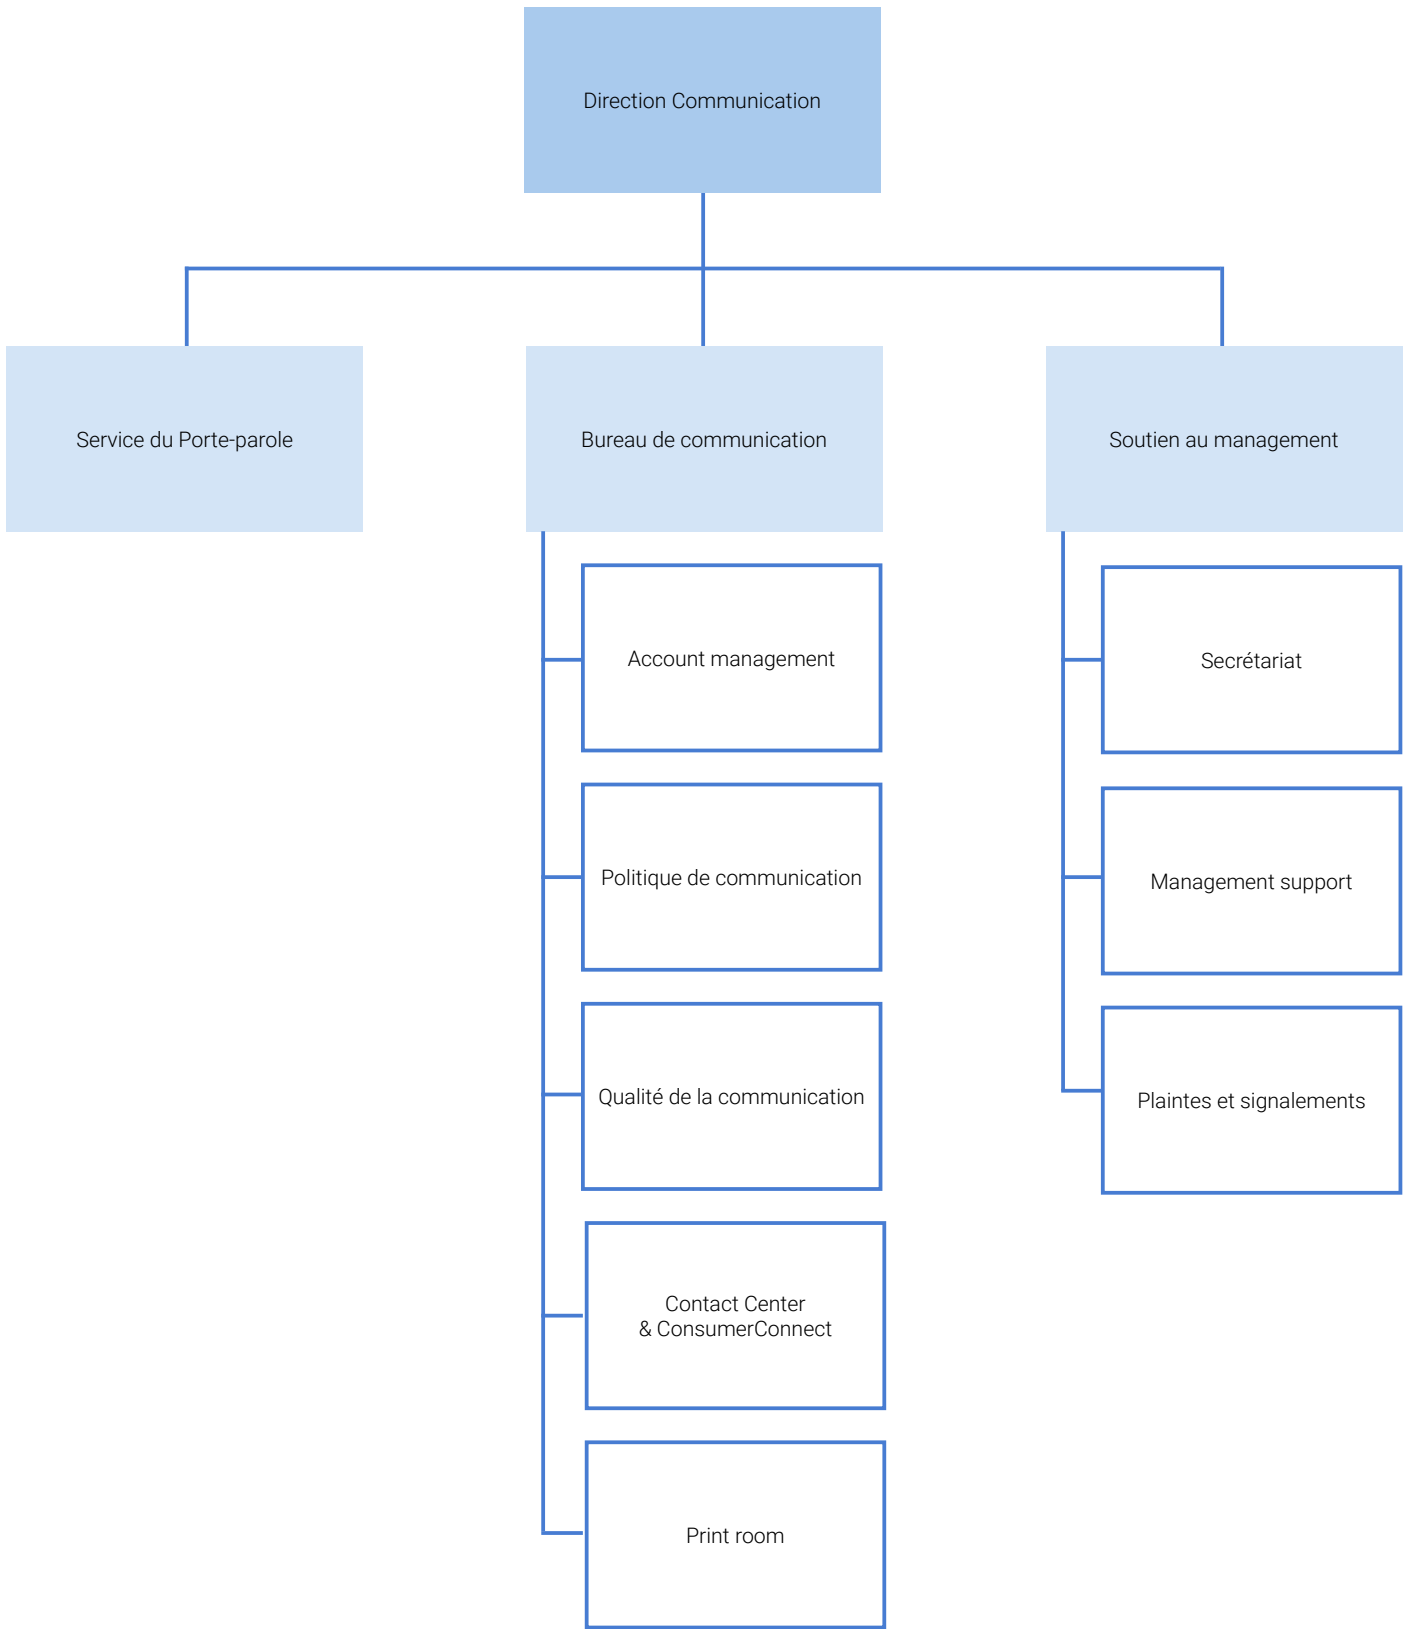 Direction Communication
Service du Porte-parole
Bureau de communication
Soutien au management
Account management
Politique de communication
Qualité de la communication
Contact Center
& ConsumerConnect
Print room
Secrétariat
Management support
Plaintes et signalements